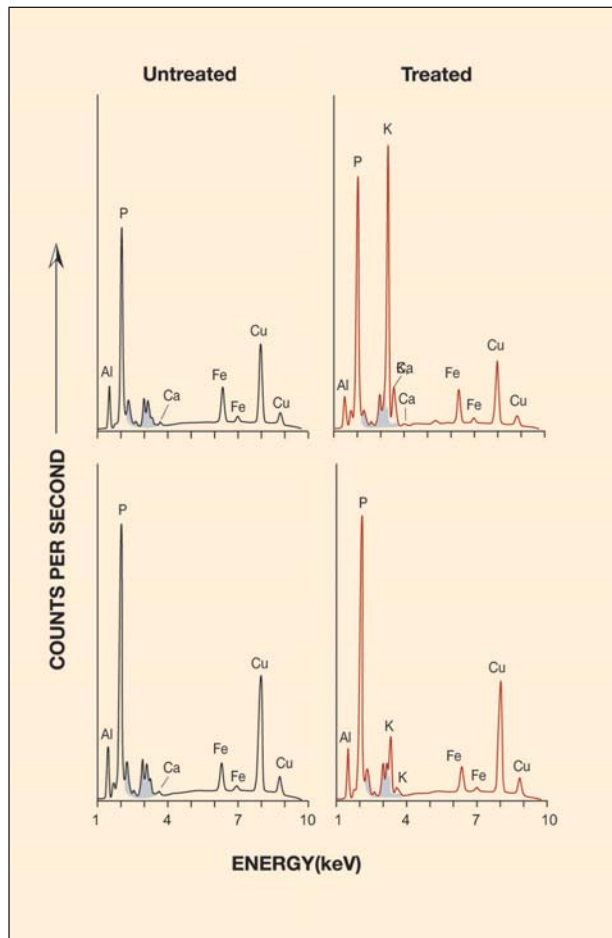 Untreated
Treated
COUNTS PER SECOND
P
Al
Ca
Fe
Fe
Cu
Cu
K
P
Al
Ca
Fe
Fe
Cu
Cu
P
Al
Ca
Fe
Fe
Cu
Cu
1 4 7 10
P
Al
K
K
Fe
Fe
Cu
Cu
1 4 7 10
ENERGY(keV)